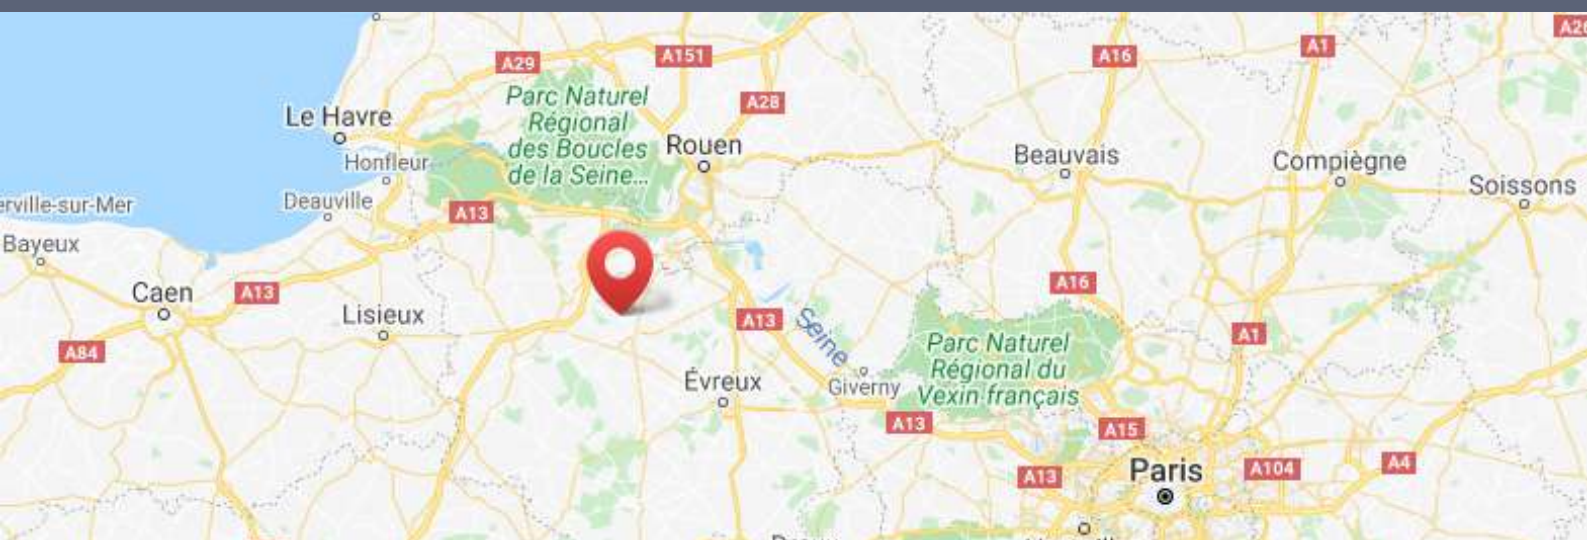 A29
A151
A16
A1
Le Havre
Parc Naturel
Régional
des Boucles
de la Seine...
A28
Rouen
Honfleur
Beauvais
Compiègne
Soissons
erville-sur-Mer
Deauville
A13
Bayeux
Caen
A13
Lisieux
A16
A84
A13
Seine
Parc Naturel
Régional du
Vexin français
A1
Évreux
Giverny
A13
A15
A13
Paris
A104
A4